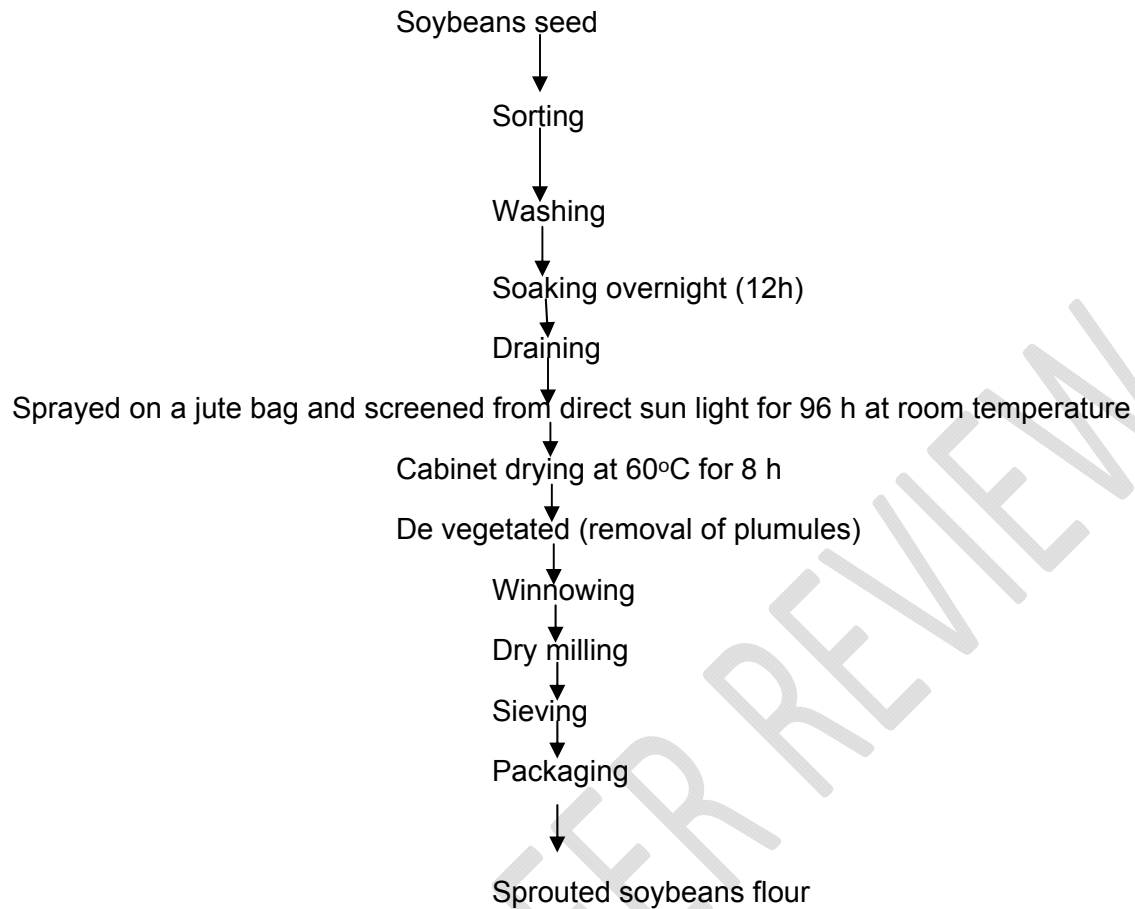 Soybeans seed
Sorting
Washing
Soaking overnight (12h)
Draining
Sprayed on a jute bag and screened from direct sun light for 96 h at room temperature
Cabinet drying at 60oC for 8 h
De vegetated (removal of plumules)
Winnowing
Dry milling
Sieving
Packaging
Sprouted soybeans flour
ER REVIEW